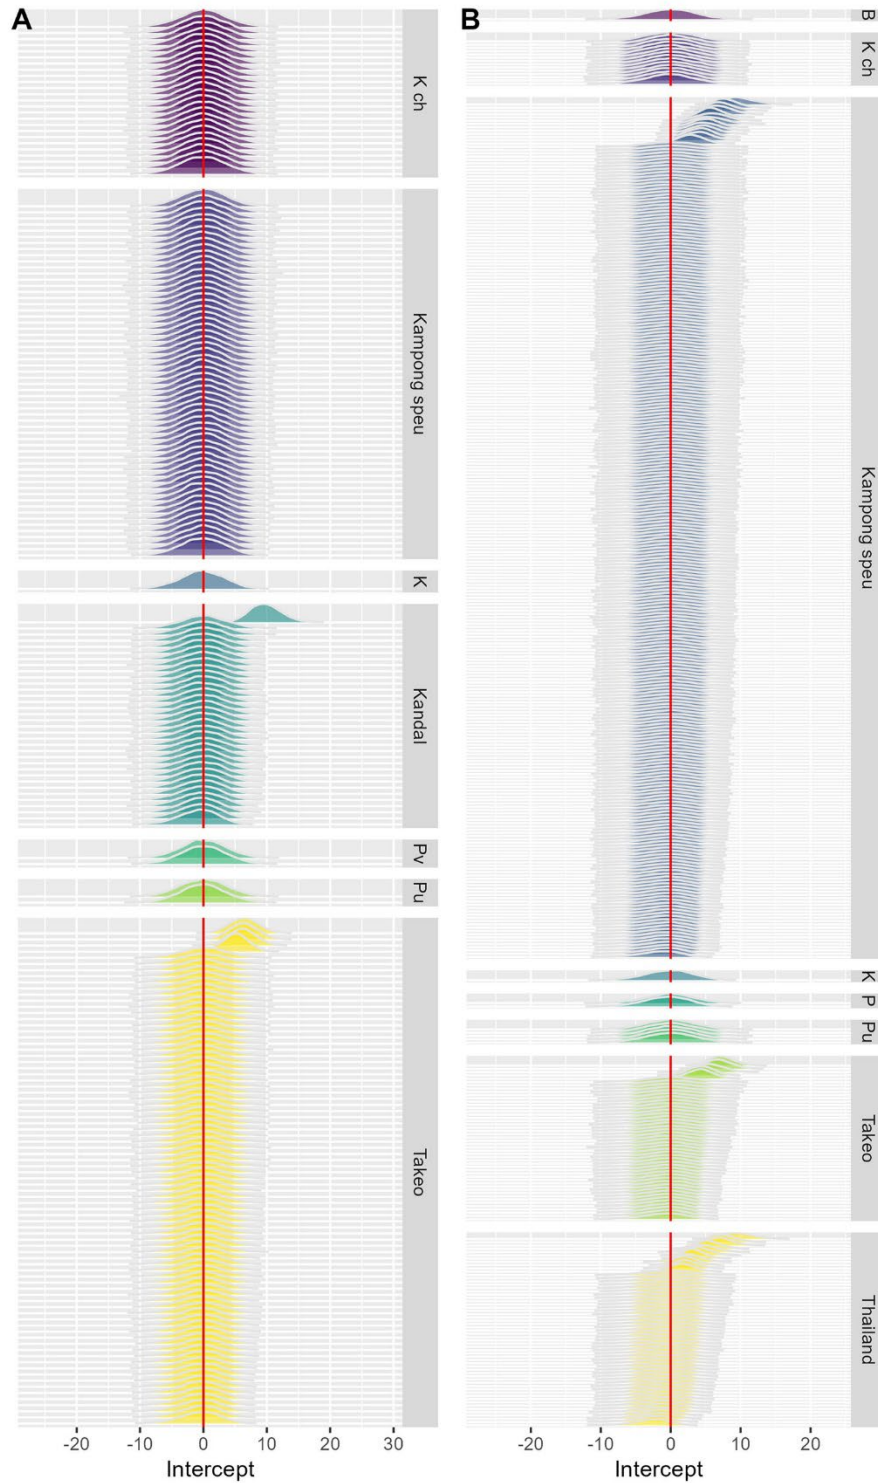 A
K ch
Kampong speu
K
Kandal
Pv
Pu
Takeo
-20 -10 0 10 20 30
Intercept
B
B
K ch
Kampong speu
K
P
Pu
Takeo
Thailand
-20 -10 0 10 20
Intercept